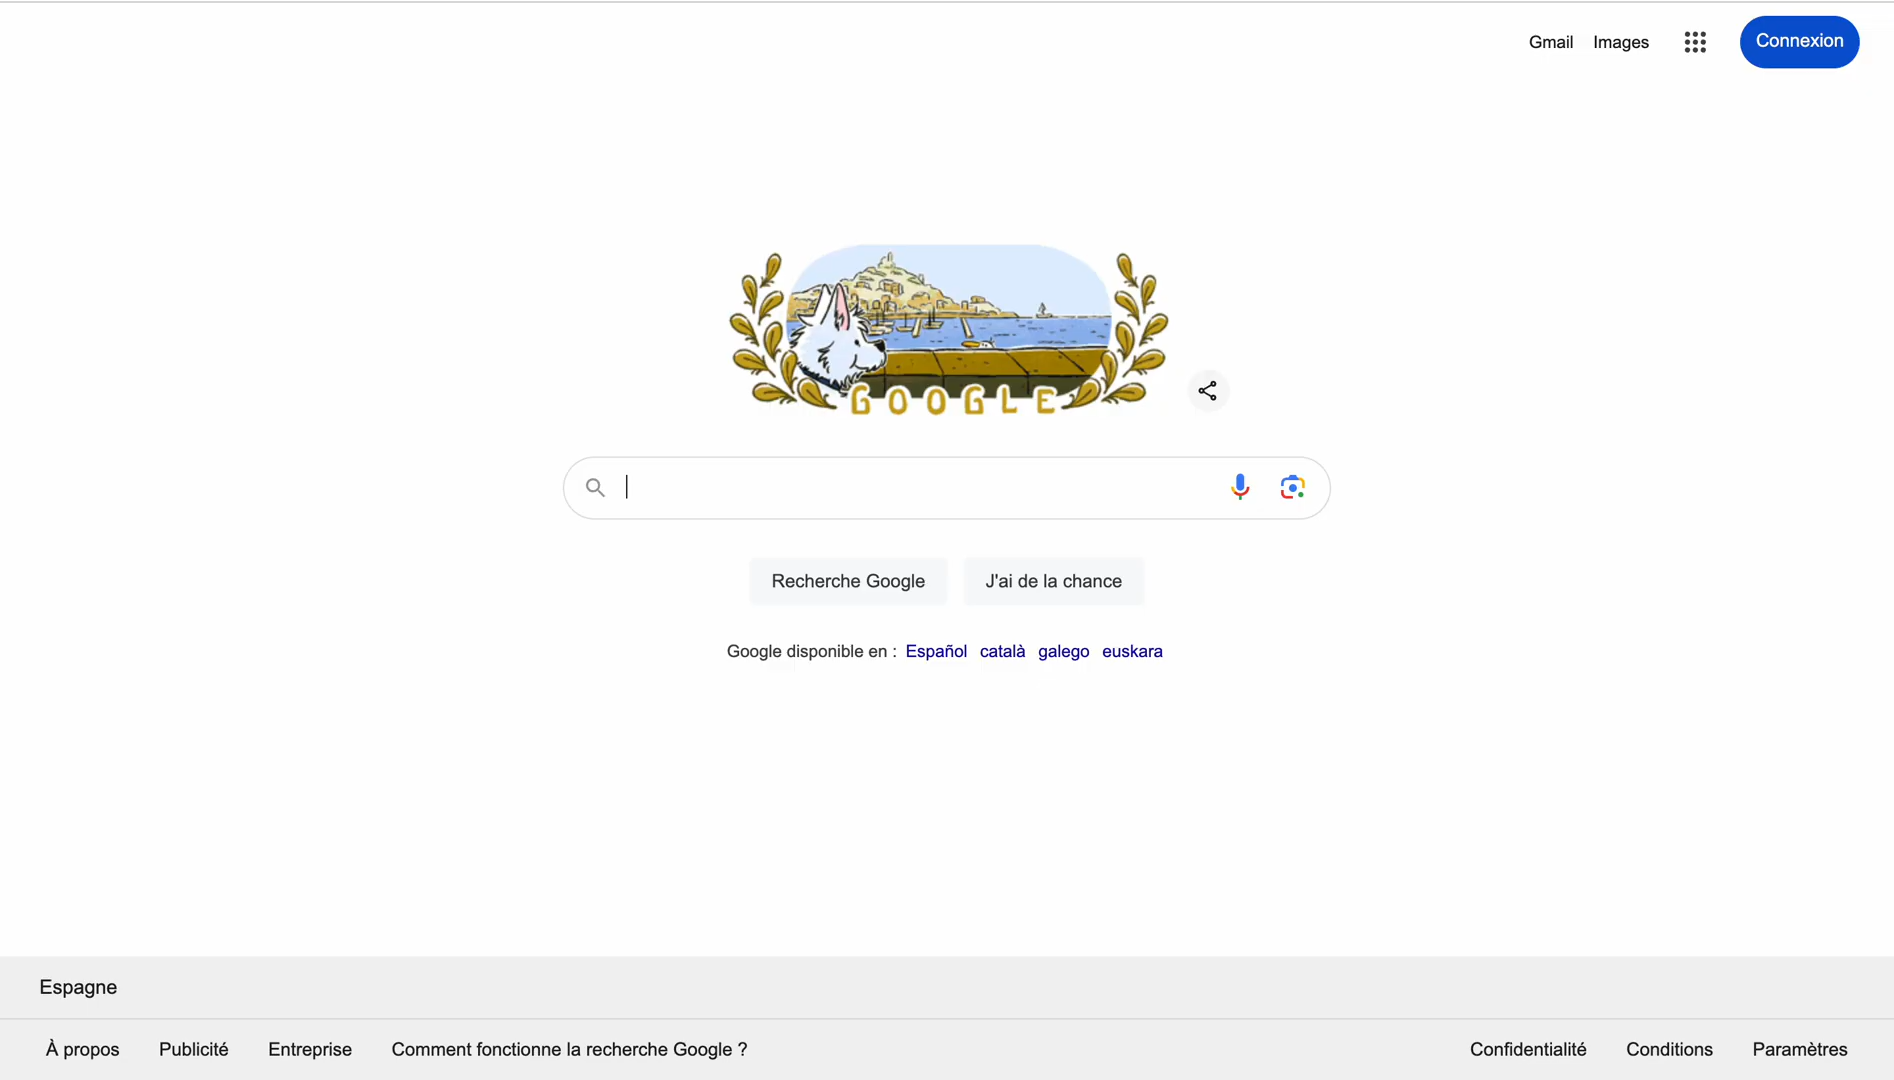 Gmail Images Connexion
GOOGLE
Recherche Google J'ai de la chance
Google disponible en : Español català galego euskara
Espagne
À propos Publicité Entreprise Comment fonctionne la recherche Google ? Confidentialité Conditions Paramètres